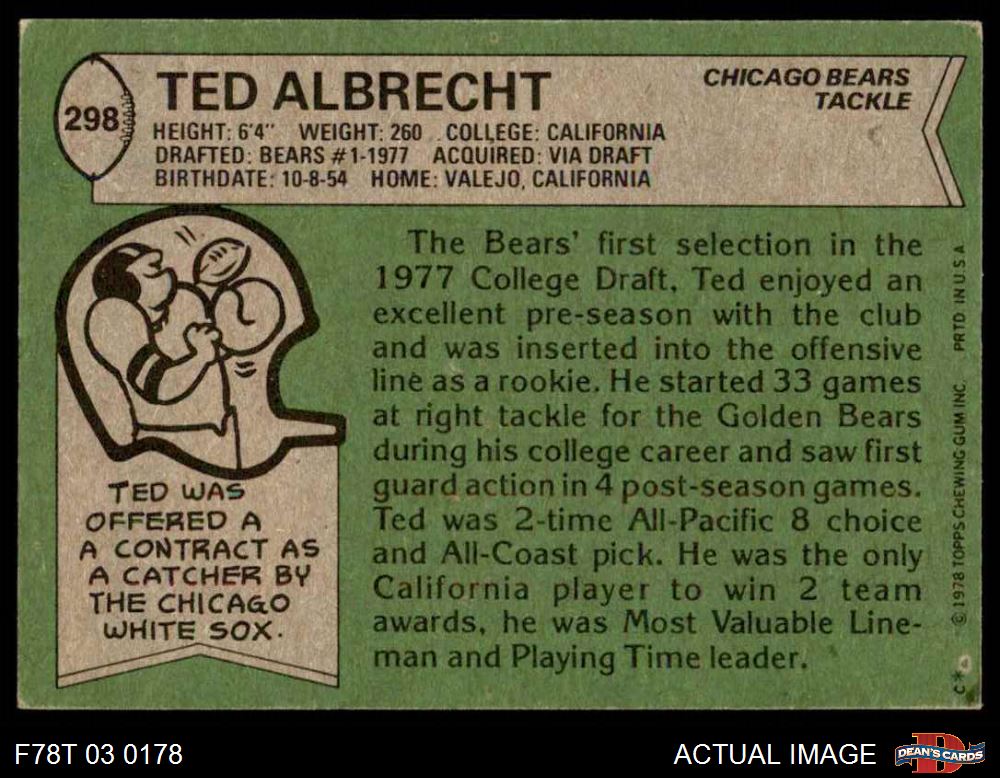 298
TED ALBRECHT
CHICAGO BEARS
TACKLE
HEIGHT: 6'4" WEIGHT: 260 COLLEGE: CALIFORNIA
DRAFTED: BEARS #1-1977 ACQUIRED: VIA DRAFT
BIRTHDATE: 10-8-54 HOME: VALEJO, CALIFORNIA
The Bears' first selection in the
1977 College Draft, Ted enjoyed an
excellent pre-season with the club
and was inserted into the offensive
line as a rookie. He started 33 games
at right tackle for the Golden Bears
during his college career and saw first
guard action in 4 post-season games.
Ted was 2-time All-Pacific 8 choice
and All-Coast pick. He was the only
California player to win 2 team
awards, he was Most Valuable Line-
man and Playing Time leader.
TED WAS
OFFERED A
A CONTRACT AS
A CATCHER BY
THE CHICAGO
WHITE SOX.
© 1978 TOPPS CHEWING GUM INC. PRTD. IN U.S.A
C*
F78T 03 0178
ACTUAL IMAGE
D
DEAN'S CARDS